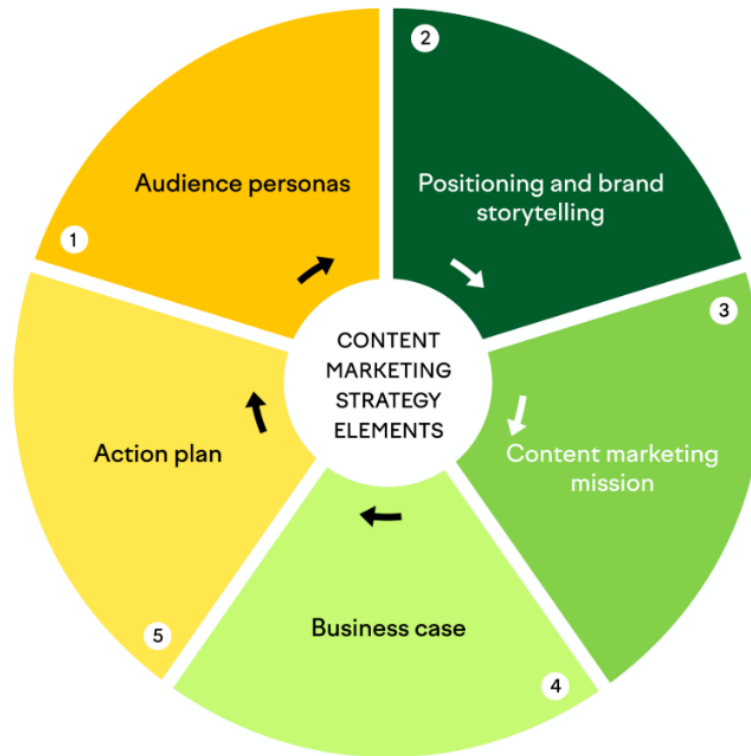 CONTENT
MARKETING
STRATEGY
ELEMENTS
1
Audience personas
2
Positioning and brand
storytelling
3
Content marketing
mission
4
Business case
5
Action plan